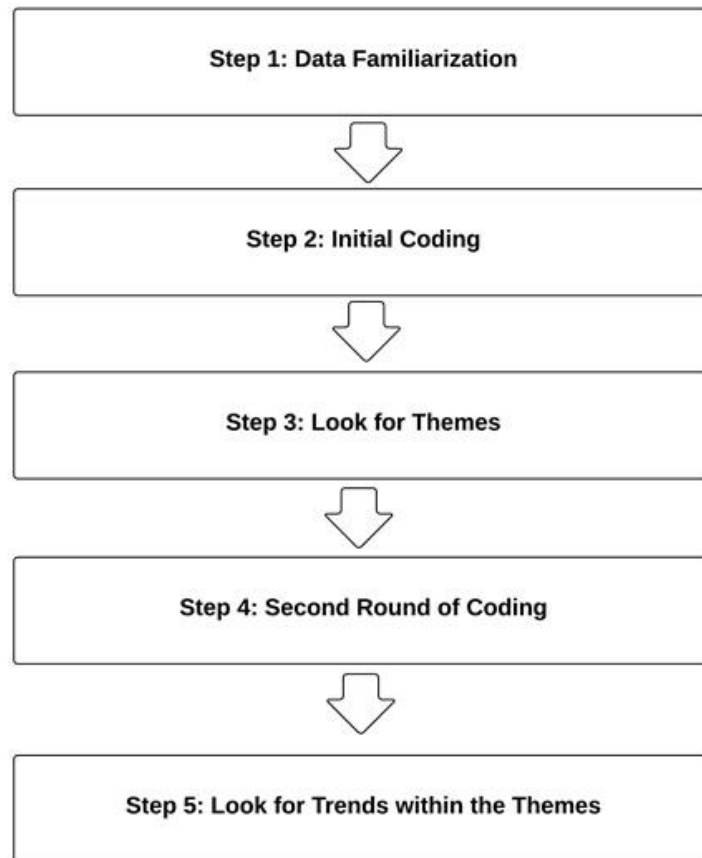 Step 1: Data Familiarization
Step 2: Initial Coding
Step 3: Look for Themes
Step 4: Second Round of Coding
Step 5: Look for Trends within the Themes